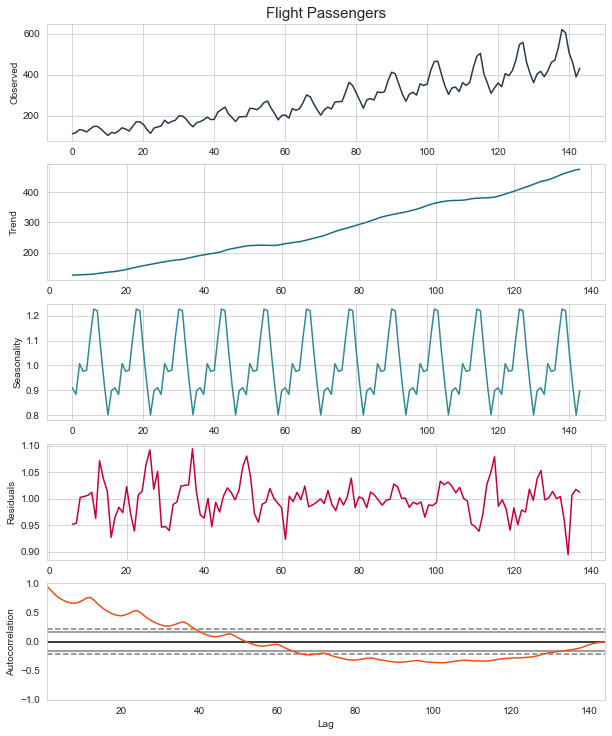 Flight Passengers
Observed
600
400
200
0 20 40 60 80 100 120 140
Trend
400
300
200
0 20 40 60 80 100 120 140
Seasonality
1.2
1.1
1.0
0.9
0.8
0 20 40 60 80 100 120 140
Residuals
1.10
1.05
1.00
0.95
0.90
0 20 40 60 80 100 120 140
Autocorrelation
1.0
0.5
0.0
−0.5
−1.0
20 40 60 80 100 120 140
Lag